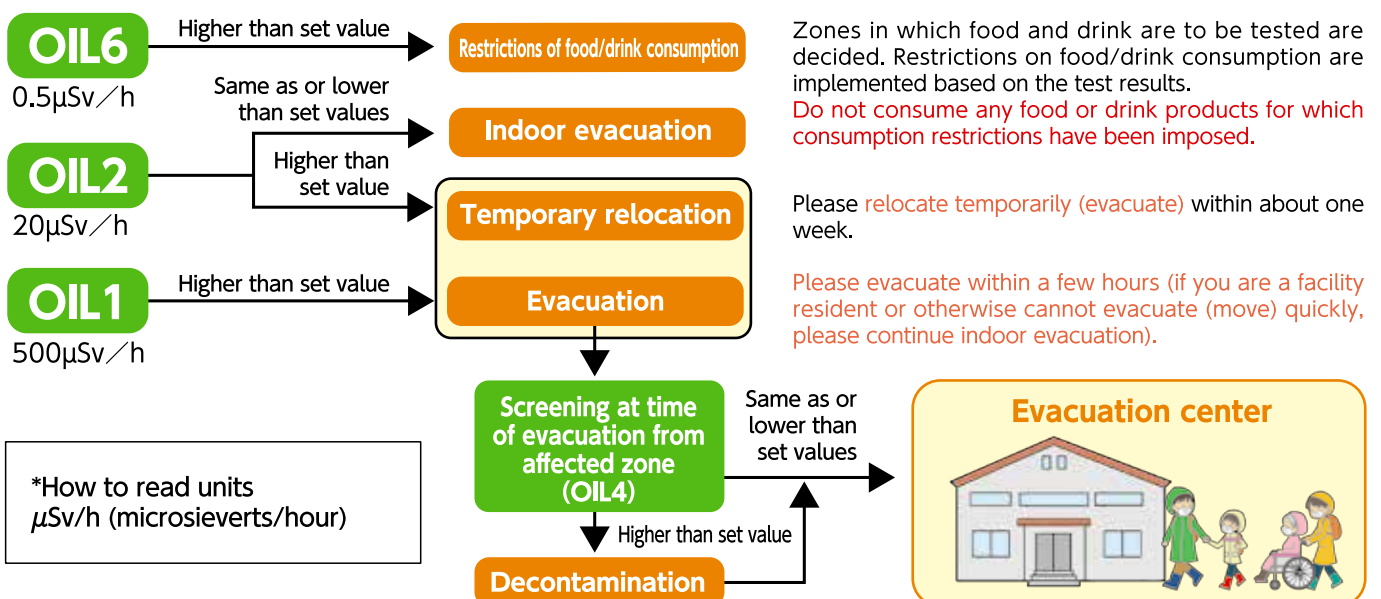 OIL6
0.5μSv/h
Higher than set value
Restrictions of food/drink consumption
Zones in which food and drink are to be tested are
decided. Restrictions on food/drink consumption are
implemented based on the test results.
Do not consume any food or drink products for which
consumption restrictions have been imposed.
OIL2
20μSv/h
Same as or lower
than set values
Indoor evacuation
Higher than
set value
Temporary relocation
Please relocate temporarily (evacuate) within about one
week.
OIL1
500μSv/h
Higher than set value
Evacuation
Please evacuate within a few hours (if you are a facility
resident or otherwise cannot evacuate (move) quickly,
please continue indoor evacuation).
Screening at time
of evacuation from
affected zone
(OIL4)
Same as or
lower than
set values
Evacuation center
Higher than set value
Decontamination
*How to read units
μSv/h (microsieverts/hour)